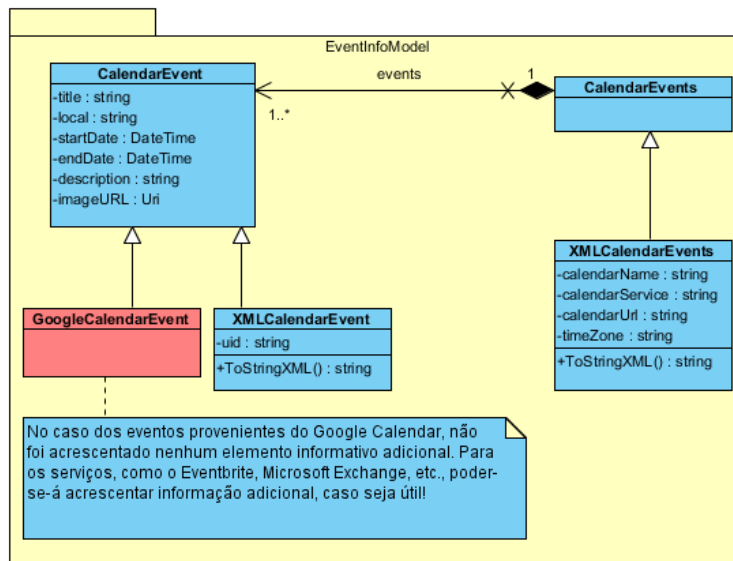 EventInfoModel
CalendarEvent
-title : string
-local : string
-startDate : DateTime
-endDate : DateTime
-description : string
-imageURL : Uri
events
1
1..*
CalendarEvents
GoogleCalendarEvent
XMLCalendarEvent
-uid : string
+ToStringXML() : string
XMLCalendarEvents
-calendarName : string
-calendarService : string
-calendarUrl : string
-timeZone : string
+ToStringXML() : string
No caso dos eventos provenientes do Google Calendar, não
foi acrescentado nenhum elemento informativo adicional. Para
os serviços, como o Eventbrite, Microsoft Exchange, etc., poder-
se-á acrescentar informação adicional, caso seja útil!